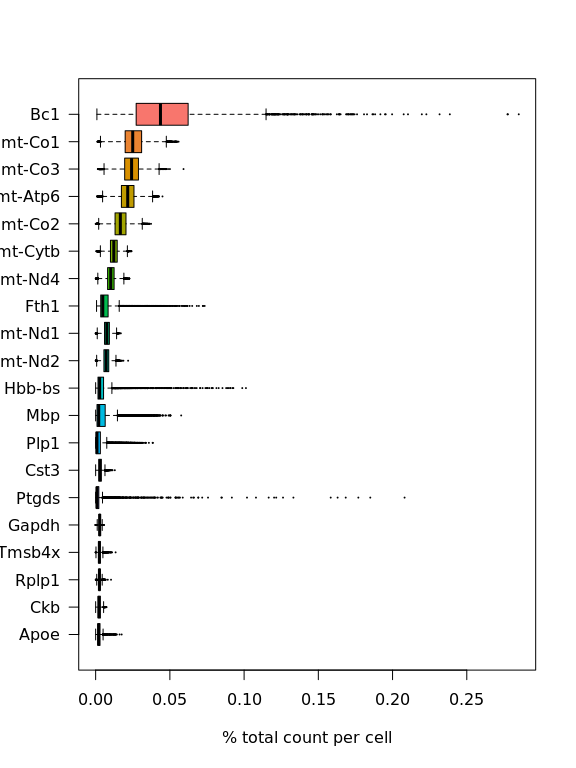 Bc1
mt-Co1
mt-Co3
mt-Atp6
mt-Co2
mt-Cytb
mt-Nd4
Fth1
mt-Nd1
mt-Nd2
Hbb-bs
Mbp
Plp1
Cst3
Ptgds
Gapdh
Tmsb4x
Rplp1
Ckb
Apoe
0.00 0.05 0.10 0.15 0.20 0.25
% total count per cell